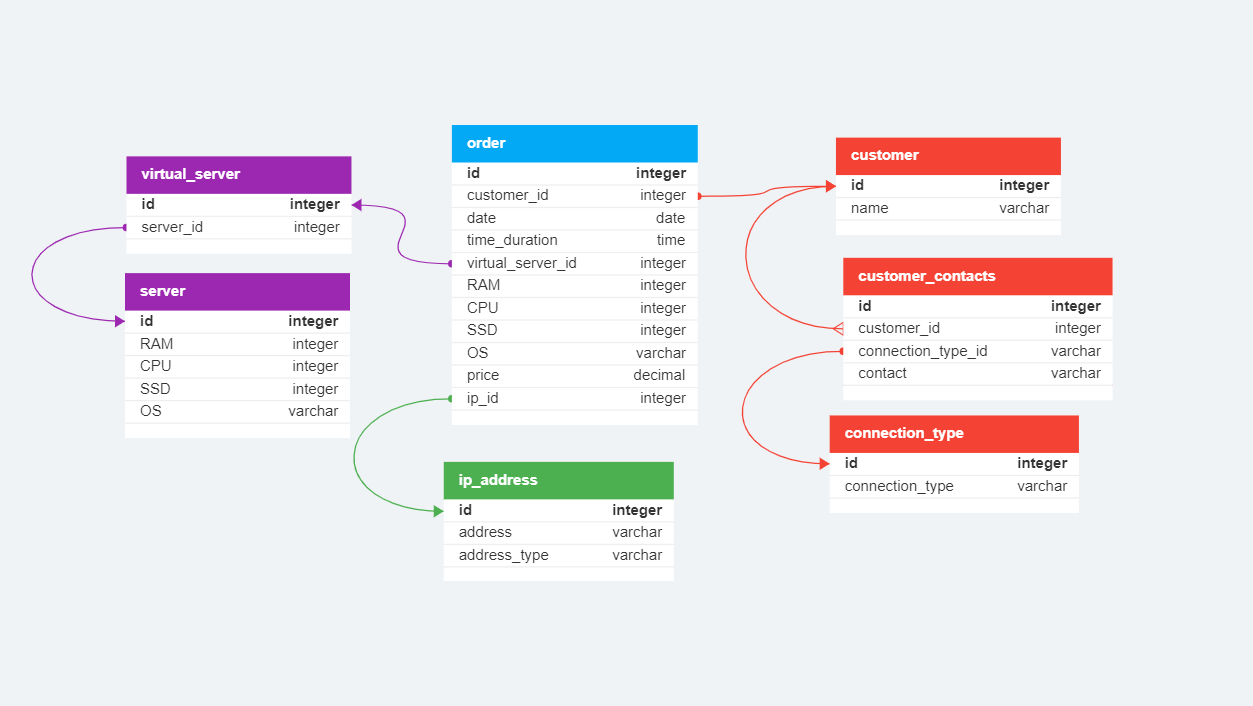 virtual_server
id integer
server_id integer
server
id integer
RAM integer
CPU integer
SSD integer
OS varchar
order
id integer
customer_id integer
date date
time_duration time
virtual_server_id integer
RAM integer
CPU integer
SSD integer
OS varchar
price decimal
ip_id integer
ip_address
id integer
address varchar
address_type varchar
customer
id integer
name varchar
customer_contacts
id integer
customer_id integer
connection_type_id varchar
contact varchar
connection_type
id integer
connection_type varchar